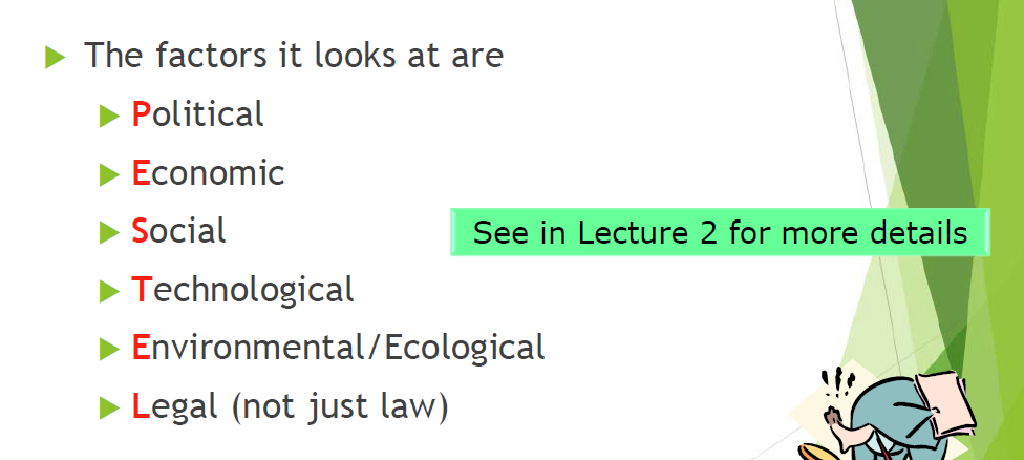 The factors it looks at are
Political
Economic
Social
See in Lecture 2 for more details
Technological
Environmental/Ecological
Legal (not just law)